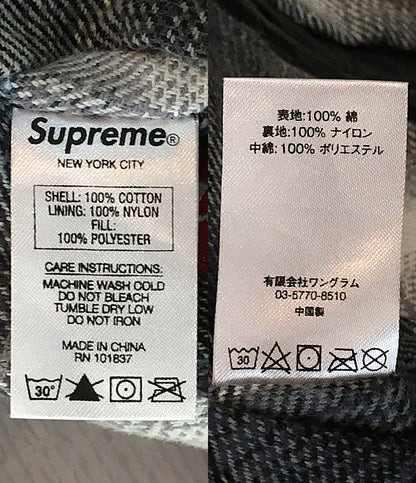 Supreme®
NEW YORK CITY
SHELL: 100% COTTON
LINING: 100% NYLON
FILL:
100% POLYESTER
CARE INSTRUCTIONS:
MACHINE WASH COLD
DO NOT BLEACH
TUMBLE DRY LOW
DO NOT IRON
MADE IN CHINA
RN 101837
30°
表地:100% 綿
裏地:100% ナイロン
中綿:100% ポリエステル
有限会社ワングラム
03-5770-8510
中国製
30